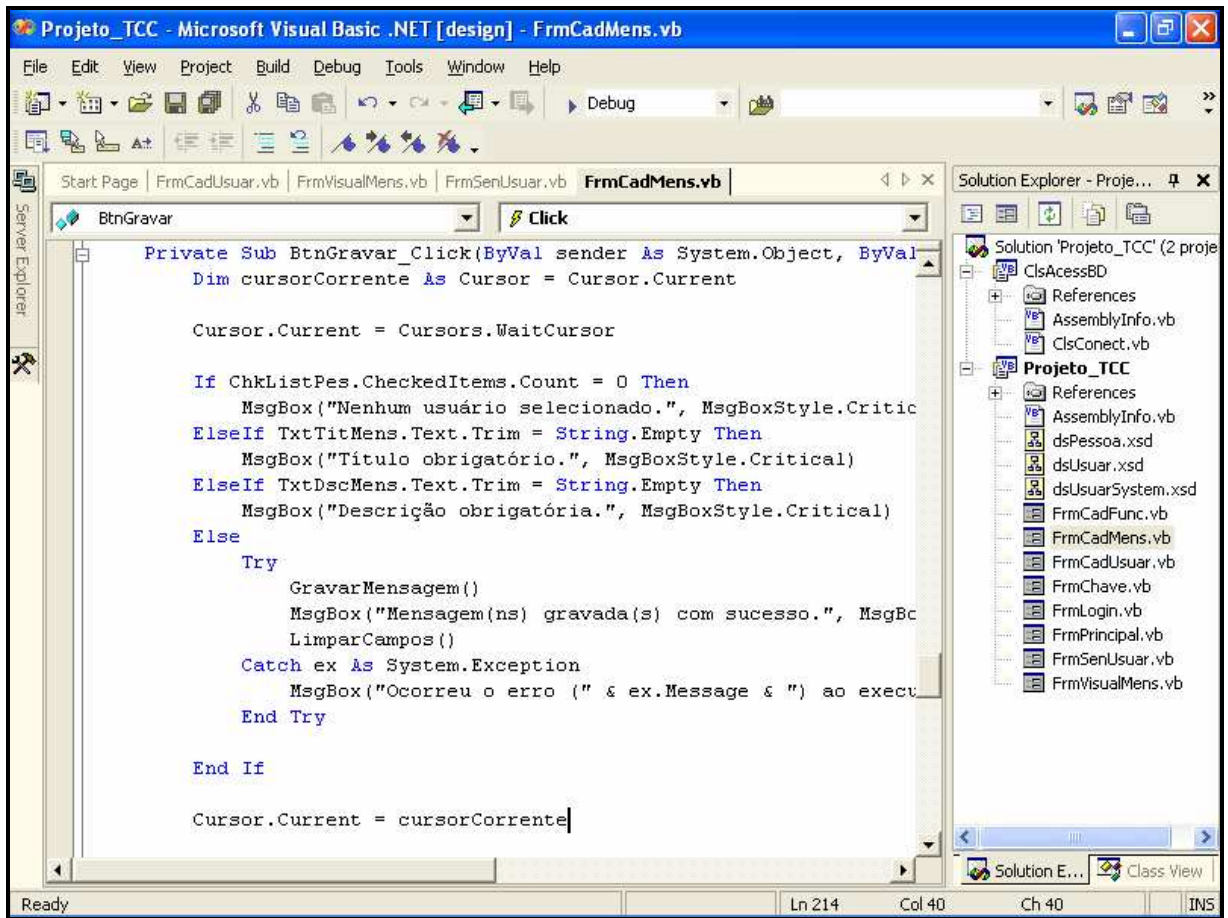 Projeto_TCC - Microsoft Visual Basic .NET [design] - FrmCadMens.vb
File Edit View Project Build Debug Tools Window Help
Debug
Server Explorer
Start Page FrmCadUsuar.vb FrmVisualMens.vb FrmSenUsuar.vb FrmCadMens.vb
BtnGravar Click
Private Sub BtnGravar_Click(ByVal sender As System.Object, ByVal
Dim cursorCorrente As Cursor = Cursor.Current
Cursor.Current = Cursors.WaitCursor
If ChkListPes.CheckedItems.Count = 0 Then
MsgBox("Nenhum usuário selecionado.", MsgBoxStyle.Critic
ElseIf TxtTitMens.Text.Trim = String.Empty Then
MsgBox("Título obrigatório.", MsgBoxStyle.Critical)
ElseIf TxtDscMens.Text.Trim = String.Empty Then
MsgBox("Descrição obrigatória.", MsgBoxStyle.Critical)
Else
Try
GravarMensagem()
MsgBox("Mensagem(ns) gravada(s) com sucesso.", MsgBo
LimparCampos()
Catch ex As System.Exception
MsgBox("Ocorreu o erro (" & ex.Message & ") ao execu
End Try
End If
Cursor.Current = cursorCorrente
Solution Explorer - Proje...
Solution 'Projeto_TCC' (2 proje
ClsAcessBD
References
AssemblyInfo.vb
ClsConect.vb
Projeto_TCC
References
AssemblyInfo.vb
dsPessoa.xsd
dsUsuar.xsd
dsUsuarSystem.xsd
FrmCadFunc.vb
FrmCadMens.vb
FrmCadUsuar.vb
FrmChave.vb
FrmLogin.vb
FrmPrincipal.vb
FrmSenUsuar.vb
FrmVisualMens.vb
Solution E... Class View
Ready Ln 214 Col 40 Ch 40 INS